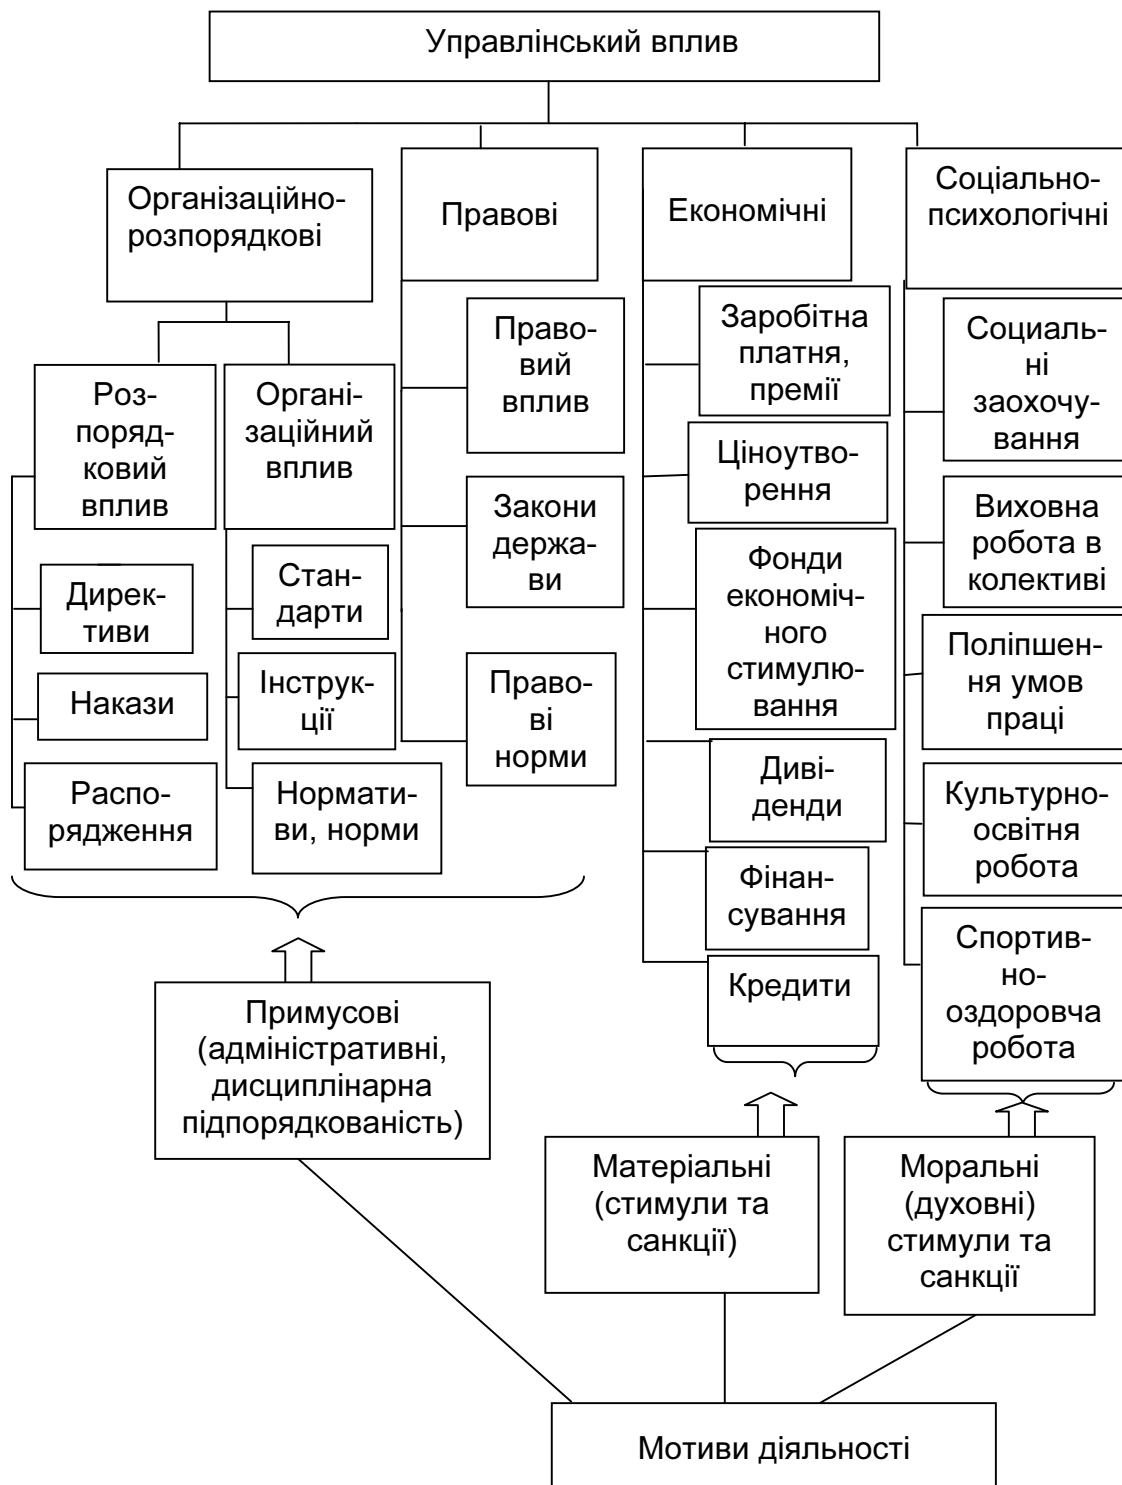 Управлінський вплив
Організаційно-
розпорядкові
Правові
Економічні
Соціально-
психологічні
Роз-
поряд-
ковий
вплив
Органі-
заційний
вплив
Дирек-
тиви
Накази
Распо-
рядження
Стан-
дарти
Інструк-
ції
Нормати-
ви, норми
Право-
вий
вплив
Закони
держа-
ви
Право-
ві
норми
Заробітна
платня,
премії
Ціноутво-
рення
Фонди
економіч-
ного
стимулю-
вання
Диві-
денди
Фінан-
сування
Кредити
Социаль-
ні
заохочу-
вання
Виховна
робота в
колективі
Поліпшен-
ня умов
праці
Культурно-
освітня
робота
Спортив-
но-
оздоровча
робота
Примусові
(адміністративні,
дисциплінарна
підпорядкованість)
Матеріальні
(стимули та
санкції)
Моральні
(духовні)
стимули та
санкції
Мотиви діяльності